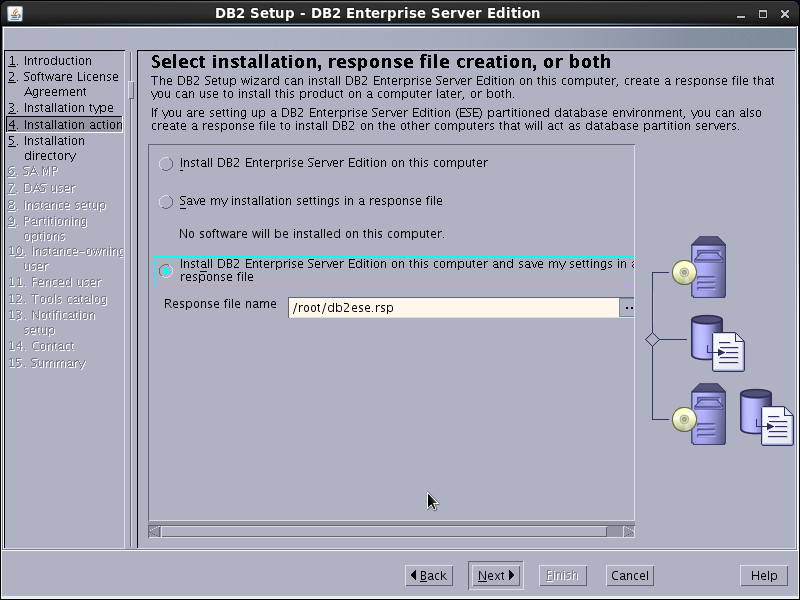 DB2 Setup - DB2 Enterprise Server Edition
1. Introduction
2. Software License
Agreement
3. Installation type
4. Installation action
5. Installation
directory
6. SA MP
7. DAS user
8. Instance setup
9. Partitioning
options
10. Instance-owning
user
11. Fenced user
12. Tools catalog
13. Notification
setup
14. Contact
15. Summary
Select installation, response file creation, or both
The DB2 Setup wizard can install DB2 Enterprise Server Edition on this computer, create a response file that
you can use to install this product on a computer later, or both.
If you are setting up a DB2 Enterprise Server Edition (ESE) partitioned database environment, you can also
create a response file to install DB2 on the other computers that will act as database partition servers.
Install DB2 Enterprise Server Edition on this computer
Save my installation settings in a response file
No software will be installed on this computer.
Install DB2 Enterprise Server Edition on this computer and save my settings in a
response file
Response file name
/root/db2ese.rsp
..
Back
Next
Finish
Cancel
Help